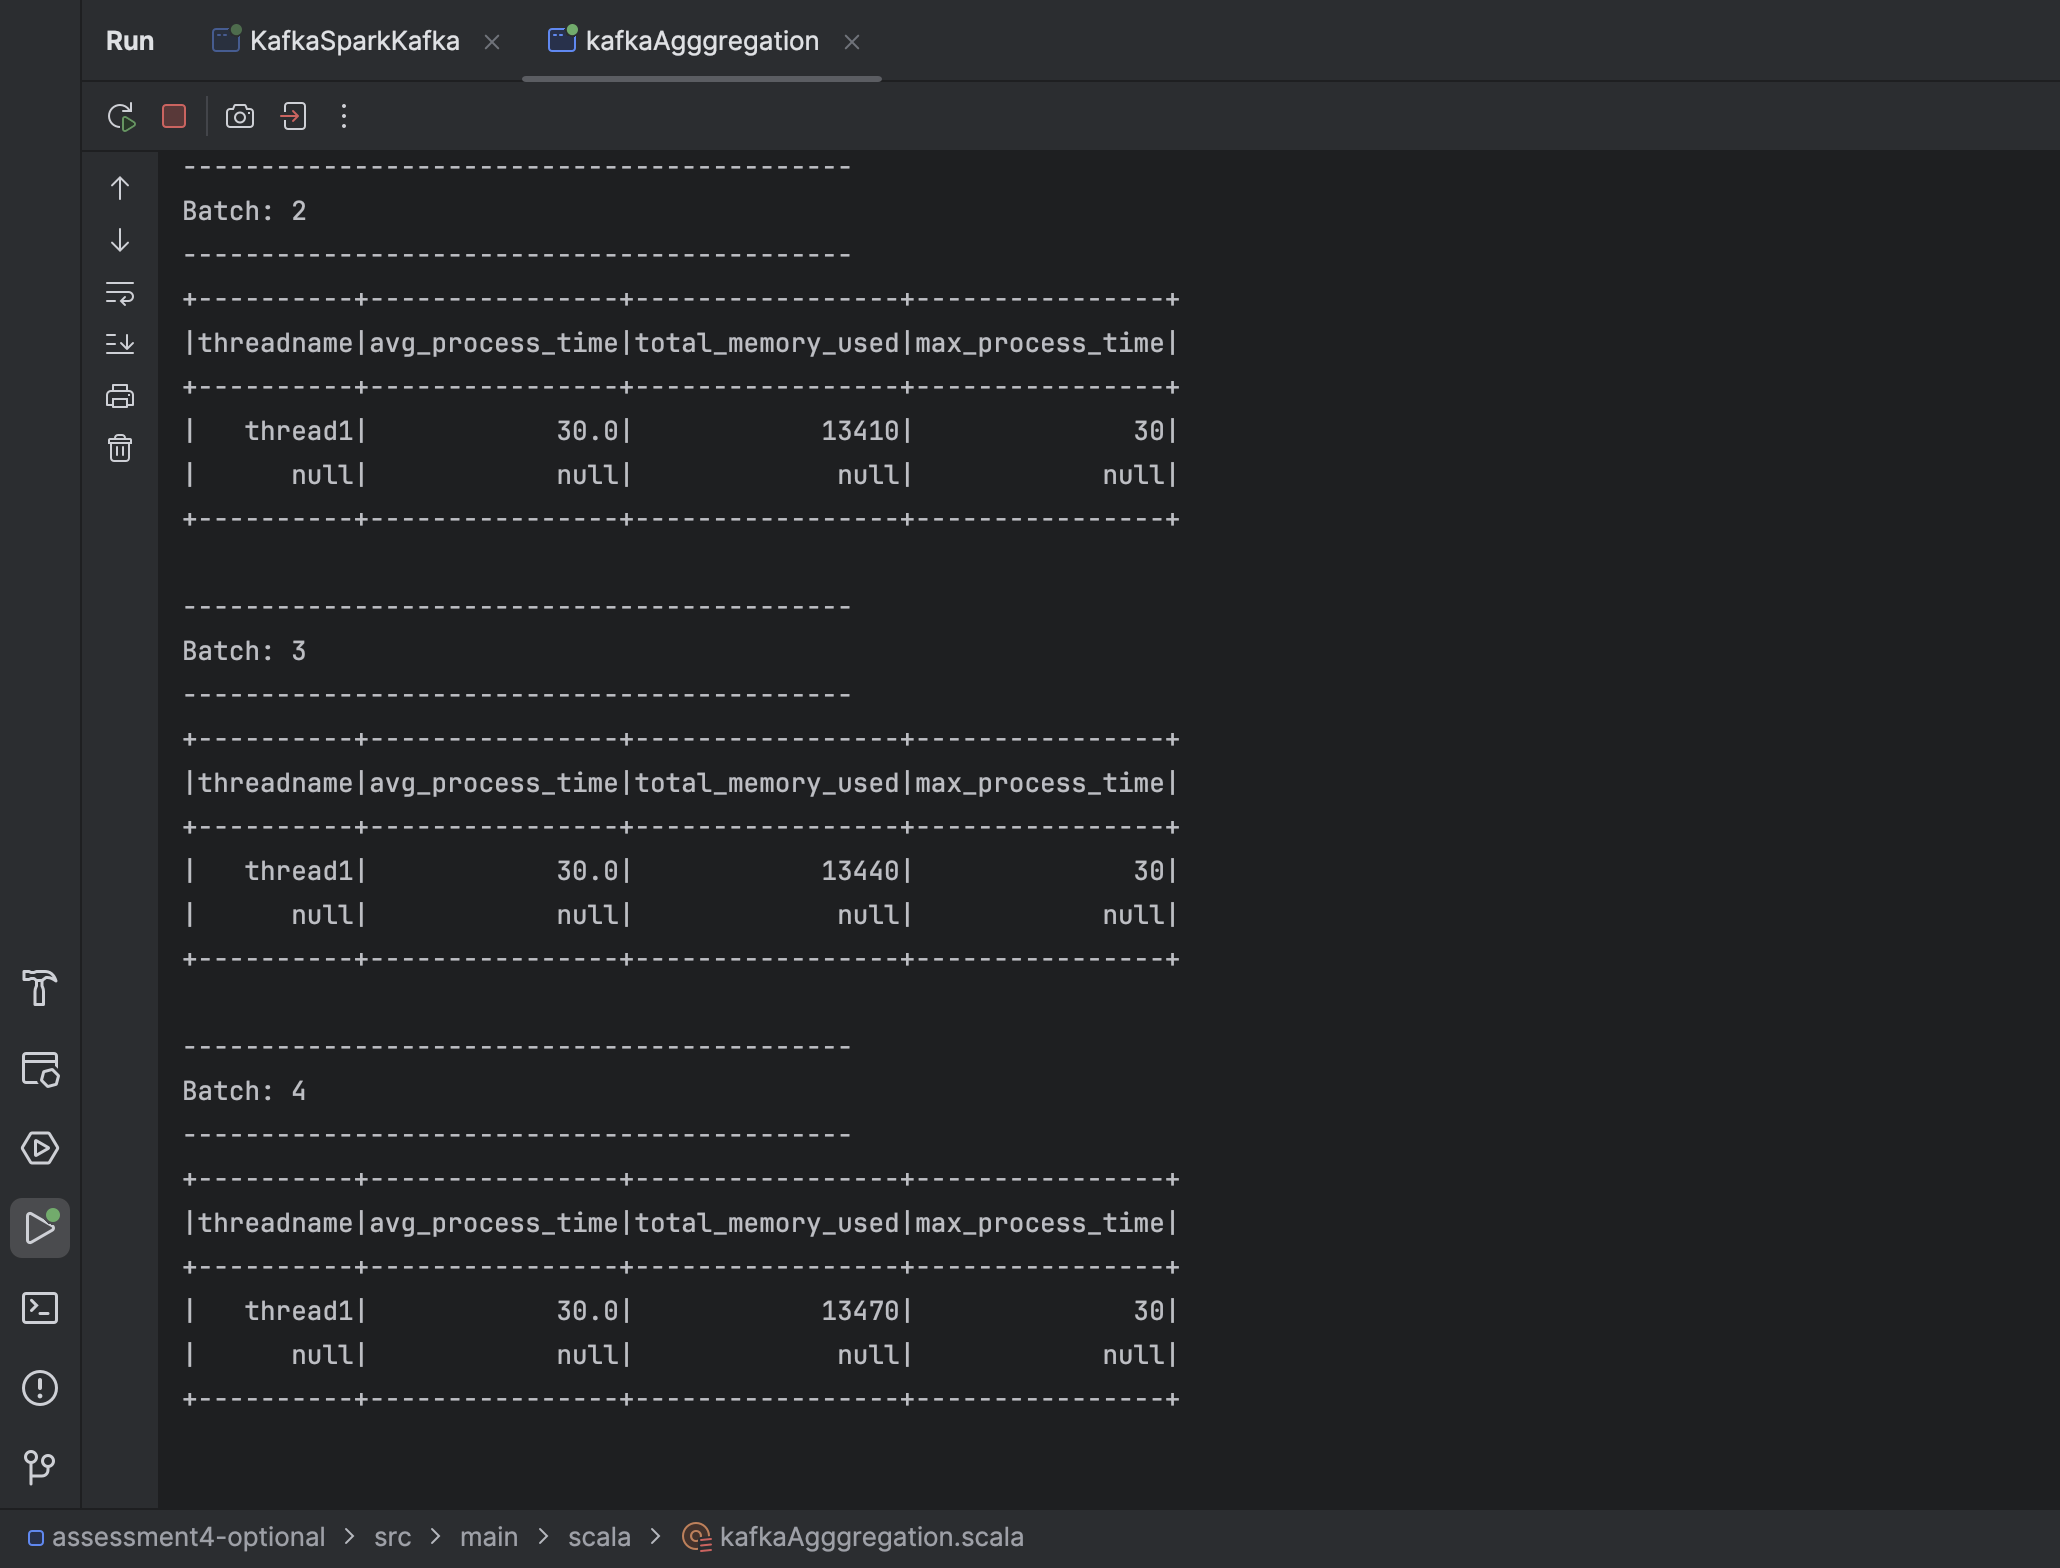 Run KafkaSparkKafka kafkaAgggregation
-------------------------------------------
Batch: 2
-------------------------------------------
+----------+----------------+-----------------+----------------+
|threadname|avg_process_time|total_memory_used|max_process_time|
+----------+----------------+-----------------+----------------+
|   thread1|            30.0|            13410|              30|
|      null|            null|             null|            null|
+----------+----------------+-----------------+----------------+
-------------------------------------------
Batch: 3
-------------------------------------------
+----------+----------------+-----------------+----------------+
|threadname|avg_process_time|total_memory_used|max_process_time|
+----------+----------------+-----------------+----------------+
|   thread1|            30.0|            13440|              30|
|      null|            null|             null|            null|
+----------+----------------+-----------------+----------------+
-------------------------------------------
Batch: 4
-------------------------------------------
+----------+----------------+-----------------+----------------+
|threadname|avg_process_time|total_memory_used|max_process_time|
+----------+----------------+-----------------+----------------+
|   thread1|            30.0|            13470|              30|
|      null|            null|             null|            null|
+----------+----------------+-----------------+----------------+
assessment4-optional > src > main > scala > kafkaAgggregation.scala